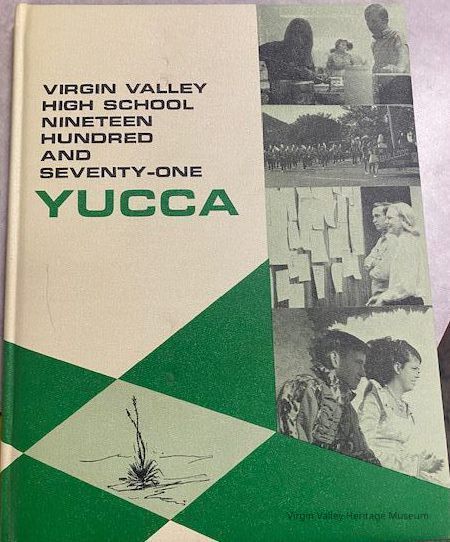 VIRGIN VALLEY
HIGH SCHOOL
NINETEEN
HUNDRED
AND
SEVENTY-ONE
YUCCA
Virgin Valley Heritage Museum